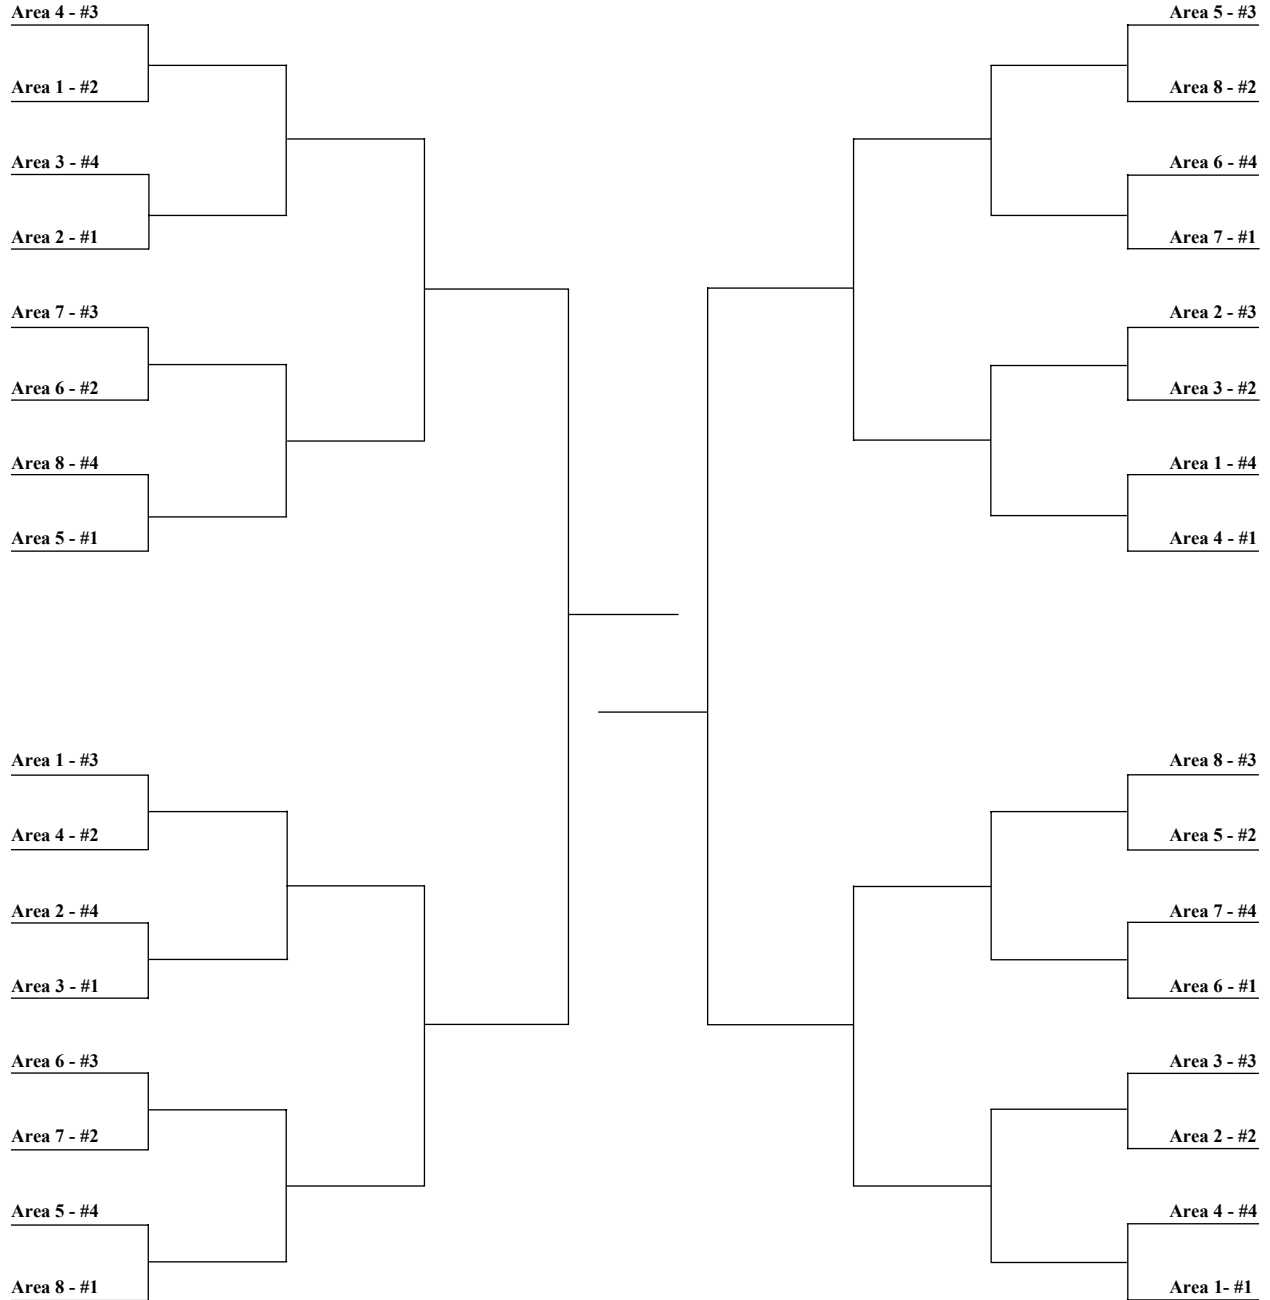 Area 4 - #3
Area 1 - #2
Area 3 - #4
Area 2 - #1
Area 7 - #3
Area 6 - #2
Area 8 - #4
Area 5 - #1
Area 1 - #3
Area 4 - #2
Area 2 - #4
Area 3 - #1
Area 6 - #3
Area 7 - #2
Area 5 - #4
Area 8 - #1
Area 5 - #3
Area 8 - #2
Area 6 - #4
Area 7 - #1
Area 2 - #3
Area 3 - #2
Area 1 - #4
Area 4 - #1
Area 8 - #3
Area 5 - #2
Area 7 - #4
Area 6 - #1
Area 3 - #3
Area 2 - #2
Area 4 - #4
Area 1- #1